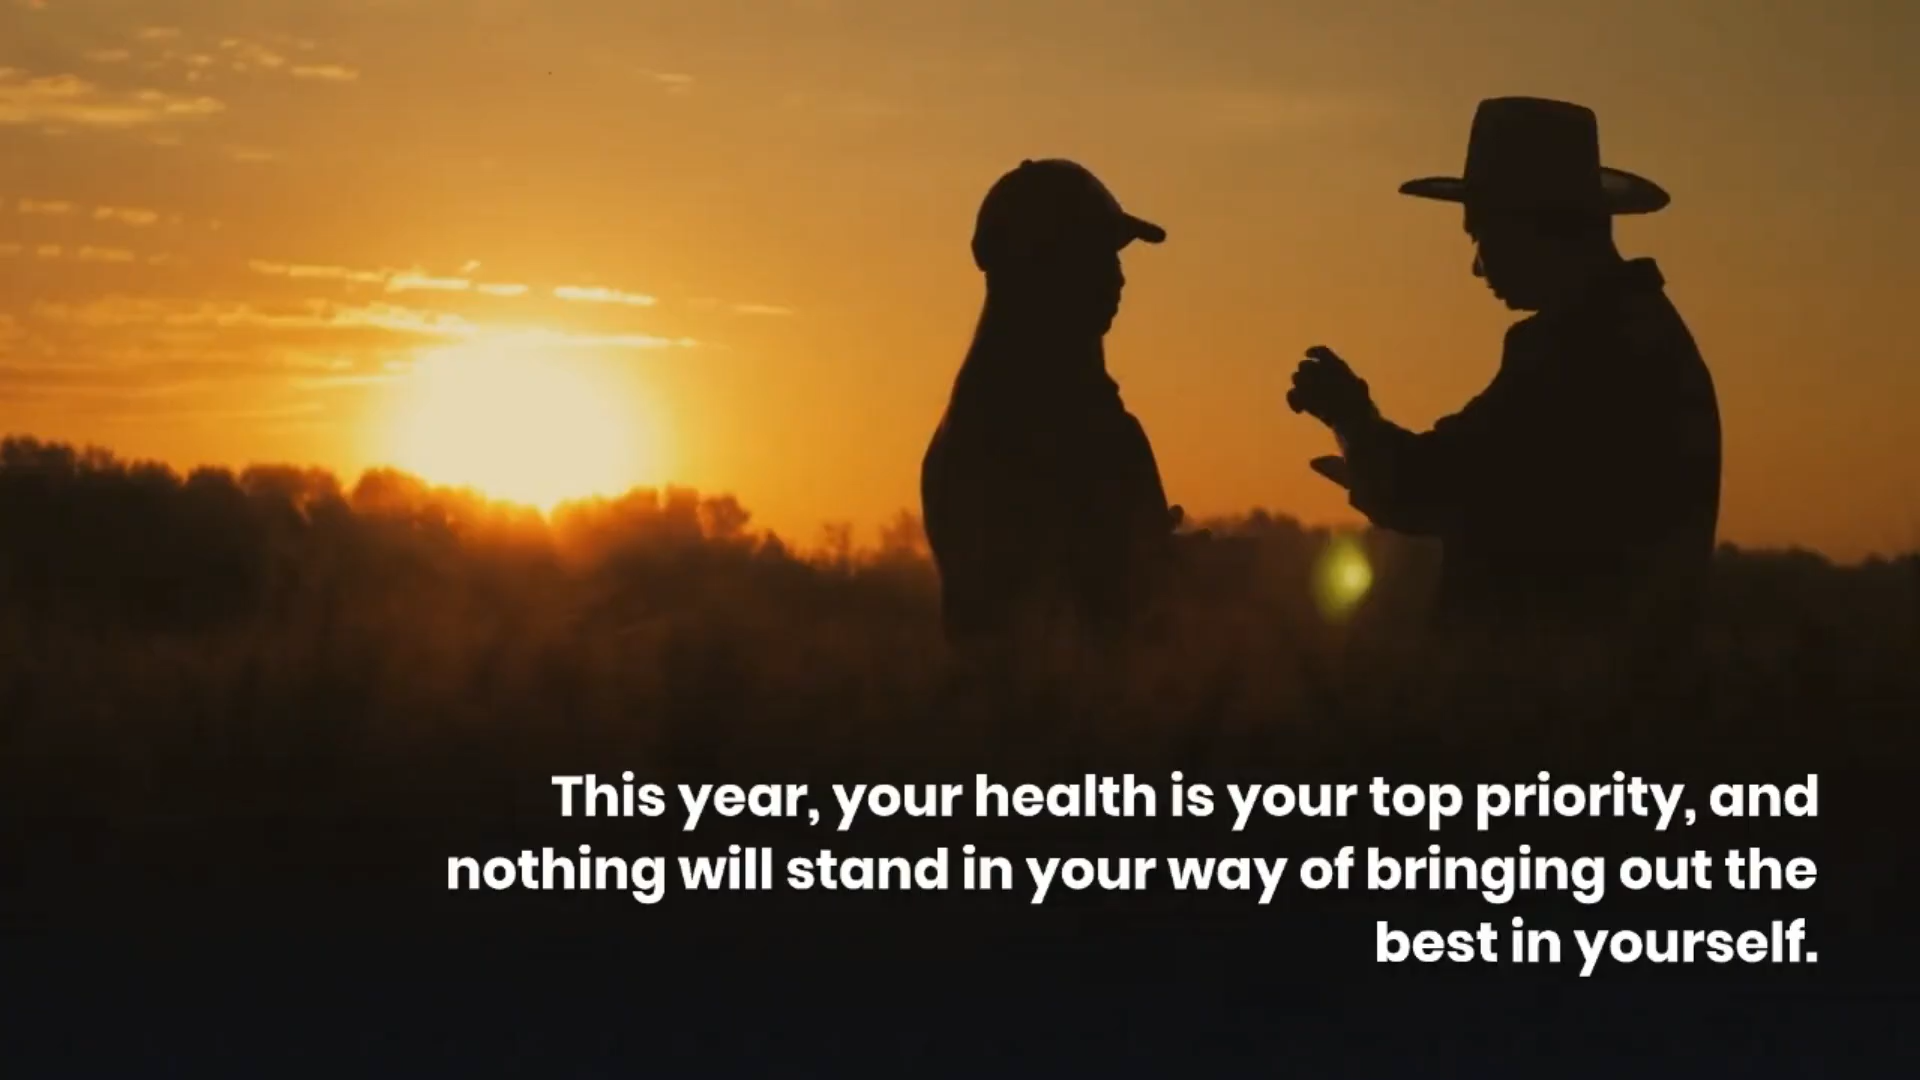 This year, your health is your top priority, and
nothing will stand in your way of bringing out the
best in yourself.